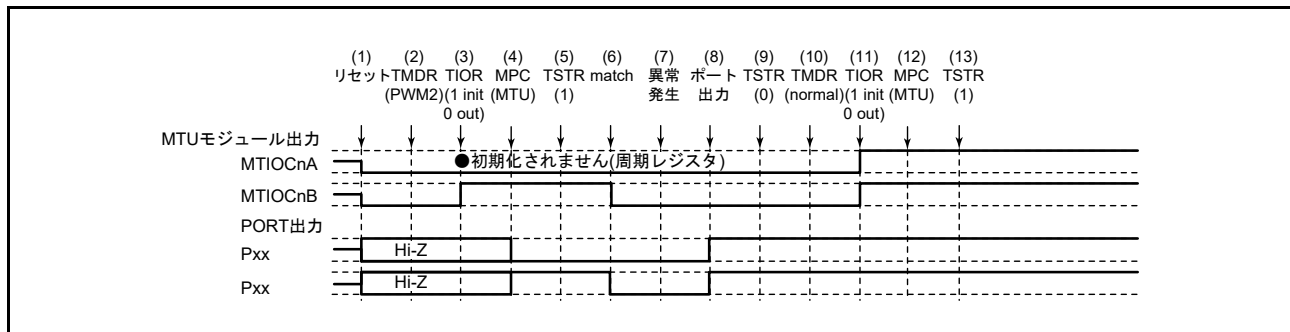 (1) (2) (3) (4) (5) (6) (7) (8) (9) (10) (11) (12) (13)
リセット TMDR TIOR MPC TSTR match 異常 ポート TSTR TMDR TIOR MPC TSTR
(PWM2) (1 init (MTU) (1) 発生 出力 (0) (normal) (1 init (MTU) (1)
0 out) 0 out)
MTUモジュール出力
MTIOCnA ●初期化されません(周期レジスタ)
MTIOCnB
PORT出力
Pxx Hi-Z
Pxx Hi-Z